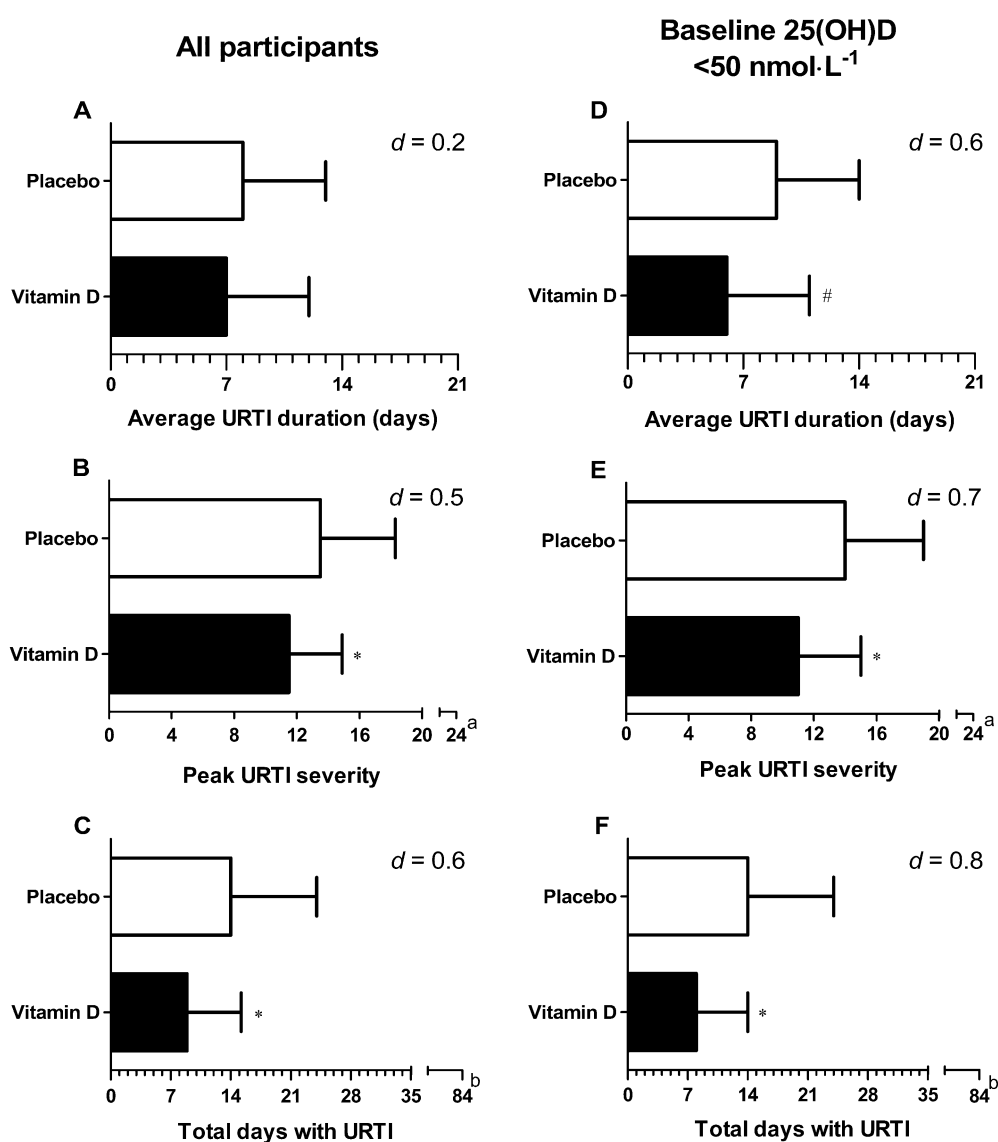 All participants
Baseline 25(OH)D
<50 nmol·L-1
A
d = 0.2
Placebo
Vitamin D
0 7 14 21
Average URTI duration (days)
D
d = 0.6
Placebo
Vitamin D
#
0 7 14 21
Average URTI duration (days)
B
d = 0.5
Placebo
Vitamin D
*
0 4 8 12 16 20 24 a
Peak URTI severity
E
d = 0.7
Placebo
Vitamin D
*
0 4 8 12 16 20 24 a
Peak URTI severity
C
d = 0.6
Placebo
Vitamin D
*
0 7 14 21 28 35 84 b
Total days with URTI
F
d = 0.8
Placebo
Vitamin D
*
0 7 14 21 28 35 84 b
Total days with URTI